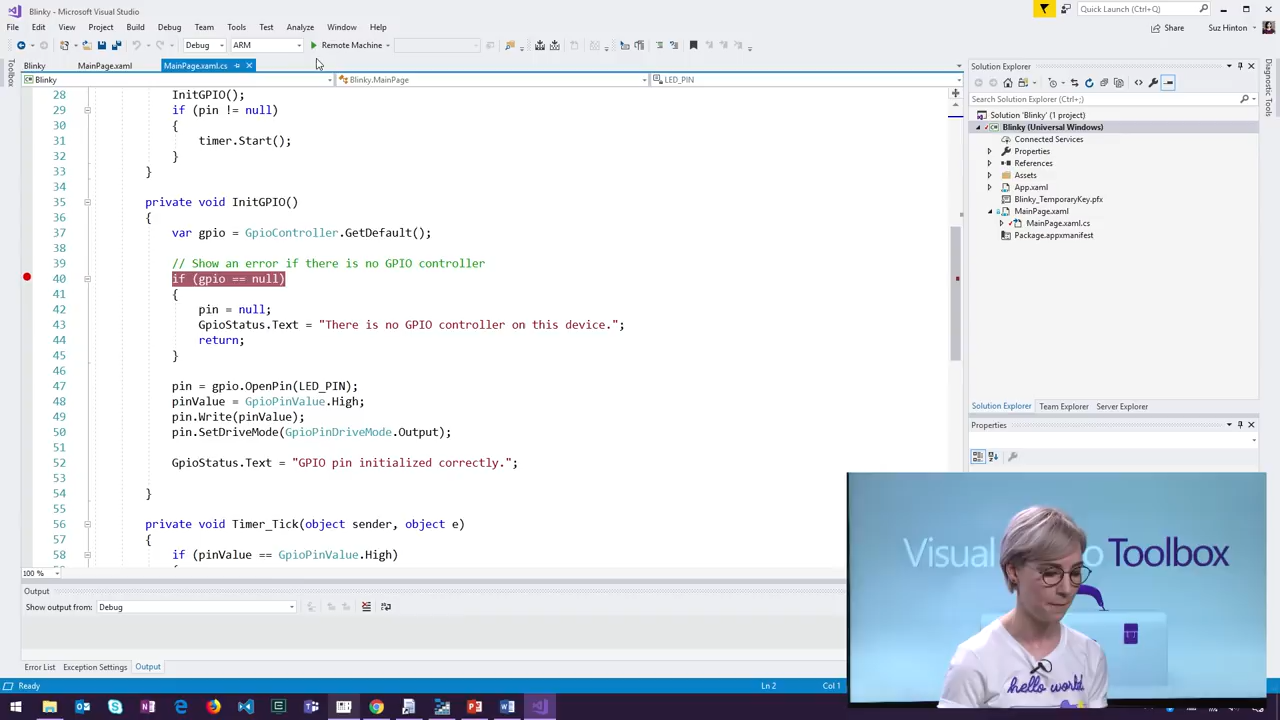 Blinky - Microsoft Visual Studio
Quick Launch (Ctrl+Q)
File Edit View Project Build Debug Team Tools Test Analyze Window Help
Suz Hinton
Share
Debug ARM Remote Machine
Blinky MainPage.xaml MainPage.xaml.cs
Blinky Blinky.MainPage LED_PIN
Toolbox
28 InitGPIO();
29 if (pin != null)
30 {
31 timer.Start();
32 }
33 }
34
35 private void InitGPIO()
36 {
37 var gpio = GpioController.GetDefault();
38
39 // Show an error if there is no GPIO controller
40 if (gpio == null)
41 {
42 pin = null;
43 GpioStatus.Text = "There is no GPIO controller on this device.";
44 return;
45 }
46
47 pin = gpio.OpenPin(LED_PIN);
48 pinValue = GpioPinValue.High;
49 pin.Write(pinValue);
50 pin.SetDriveMode(GpioPinDriveMode.Output);
51
52 GpioStatus.Text = "GPIO pin initialized correctly.";
53
54 }
55
56 private void Timer_Tick(object sender, object e)
57 {
58 if (pinValue == GpioPinValue.High)
100 %
Output
Show output from: Debug
Error List Exception Settings Output
Ready Ln 2 Col 1
Solution Explorer
Search Solution Explorer (Ctrl+;)
Solution 'Blinky' (1 project)
Blinky (Universal Windows)
Connected Services
Properties
References
Assets
App.xaml
Blinky_TemporaryKey.pfx
MainPage.xaml
MainPage.xaml.cs
Package.appxmanifest
Solution Explorer Team Explorer Server Explorer
Properties
Diagnostic Tools
Visual
o Toolbox
hello world